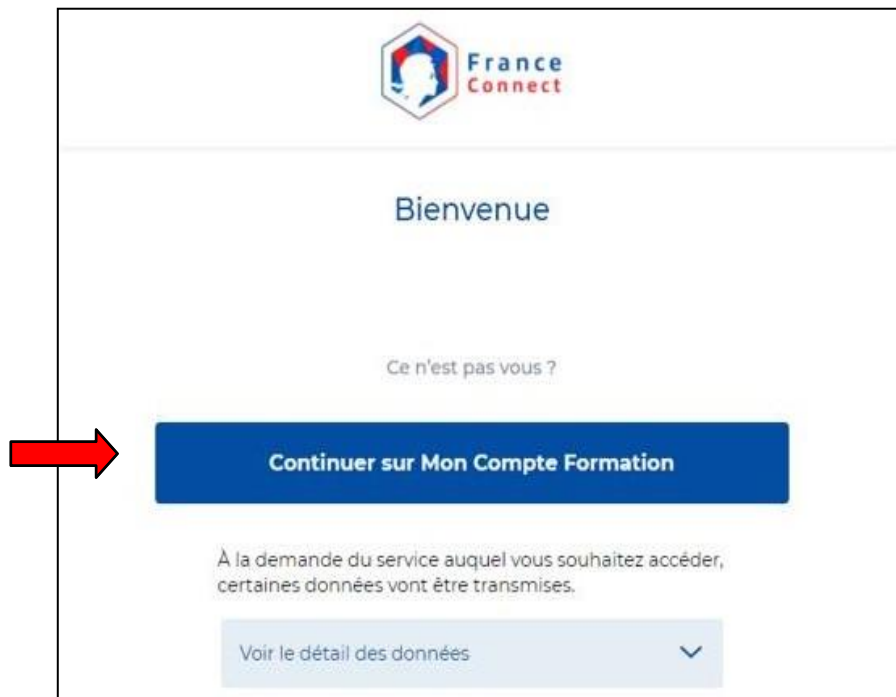 France
Connect
Bienvenue
Ce n'est pas vous ?
Continuer sur Mon Compte Formation
À la demande du service auquel vous souhaitez accéder,
certaines données vont être transmises.
Voir le détail des données